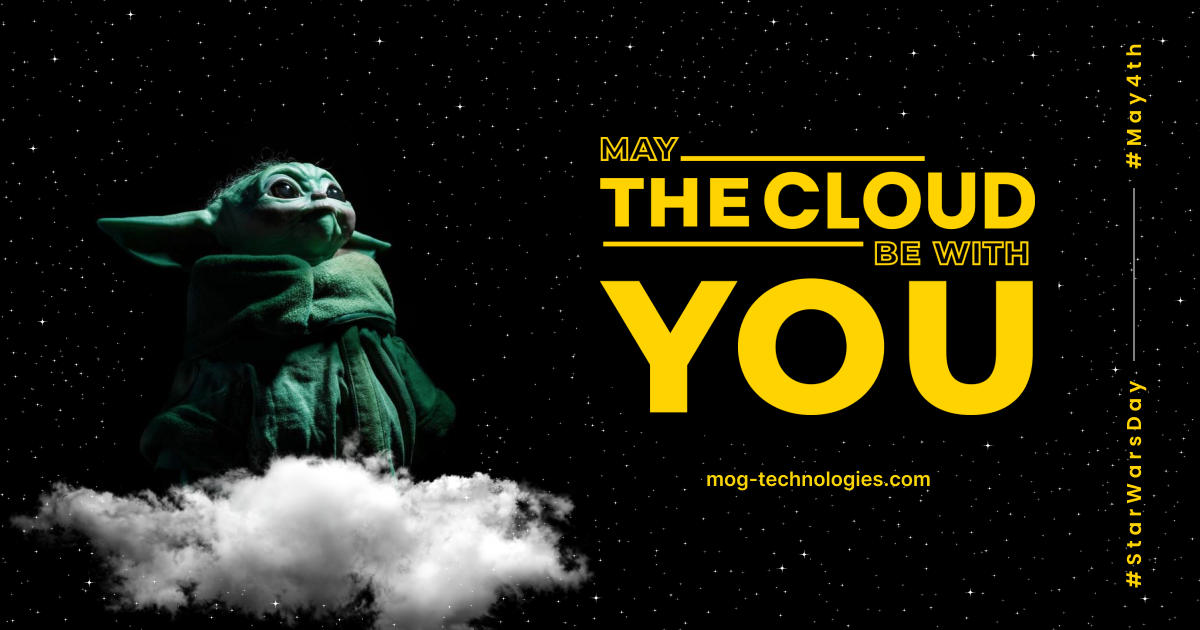 MAY
THE CLOUD
BE WITH
YOU
mog-technologies.com
#StarWarsDay
#May4th